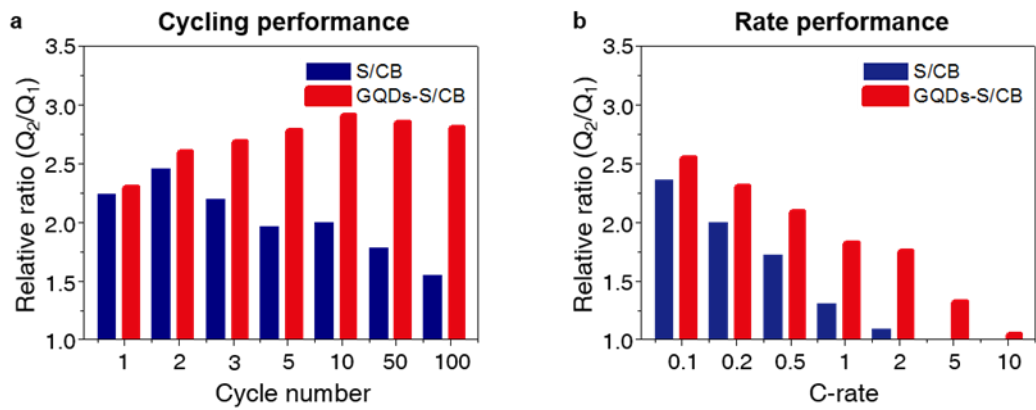 a
Cycling performance
Relative ratio (Q₂/Q₁)
3.5
3.0
2.5
2.0
1.5
1.0
S/CB
GQDs-S/CB
1 2 3 5 10 50 100
Cycle number
b
Rate performance
Relative ratio (Q₂/Q₁)
3.5
3.0
2.5
2.0
1.5
1.0
S/CB
GQDs-S/CB
0.1 0.2 0.5 1 2 5 10
C-rate